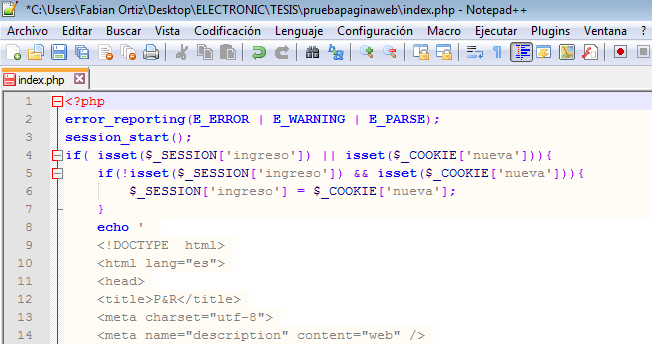 *C:\Users\Fabian Ortiz\Desktop\ELECTRONIC\TESIS\pruebapaginaweb\index.php - Notepad++
Archivo Editar Buscar Vista Codificación Lenguaje Configuración Macro Ejecutar Plugins Ventana ?
index.php
1 <?php
2 error_reporting(E_ERROR | E_WARNING | E_PARSE);
3 session_start();
4 if( isset($_SESSION['ingreso']) || isset($_COOKIE['nueva'])){
5 if(!isset($_SESSION['ingreso']) && isset($_COOKIE['nueva'])){
6 $_SESSION['ingreso'] = $_COOKIE['nueva'];
7 }
8 echo '
9 <!DOCTYPE  html>
10 <html lang="es">
11 <head>
12 <title>P&R</title>
13 <meta charset="utf-8">
14 <meta name="description" content="web" />